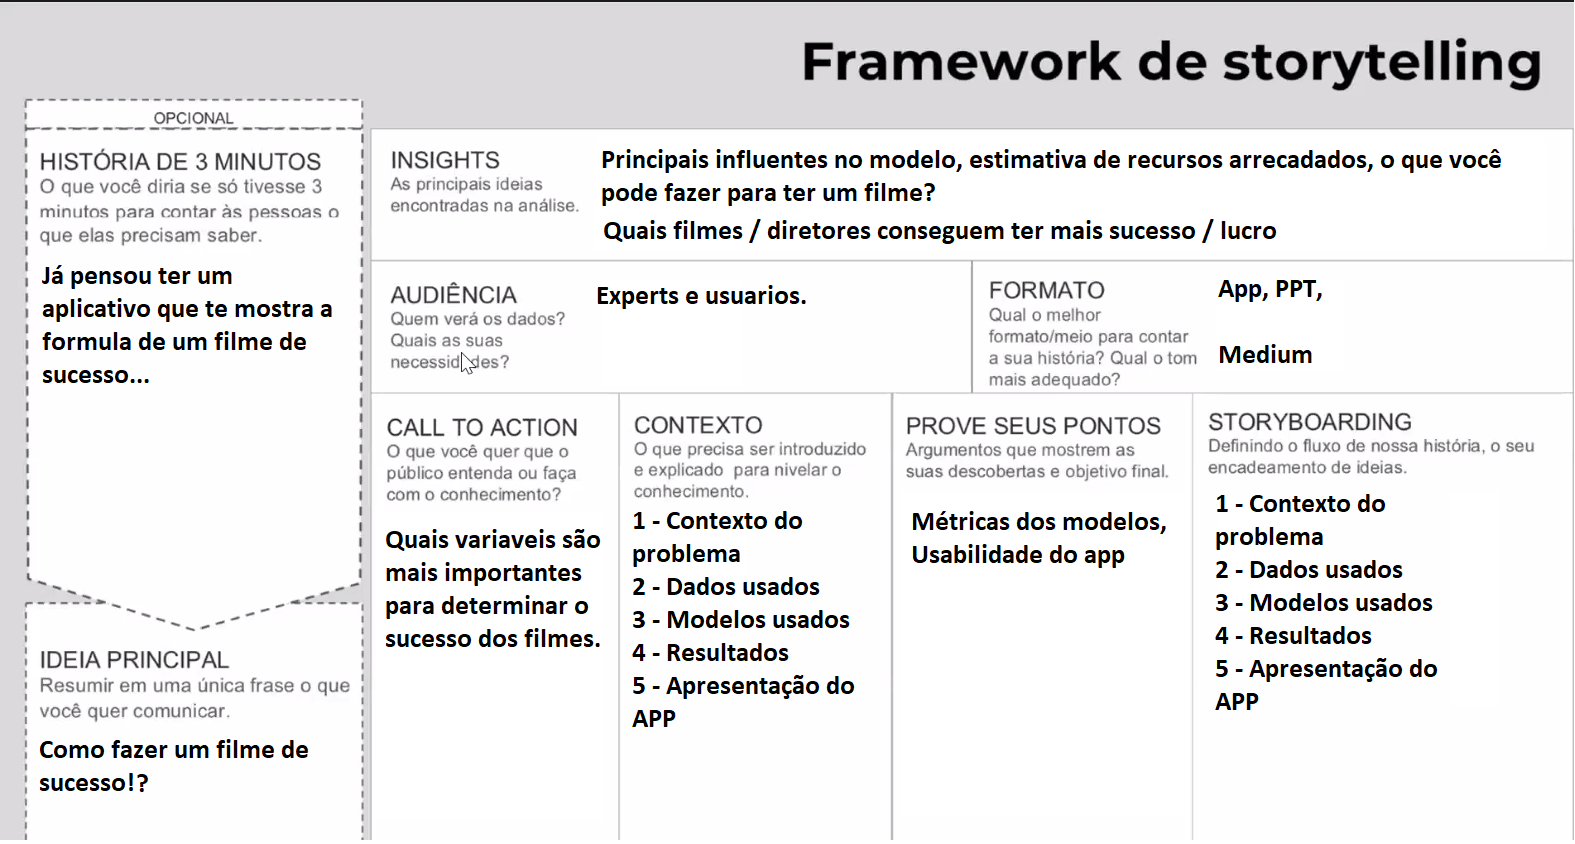 Framework de storytelling
OPCIONAL
HISTÓRIA DE 3 MINUTOS
O que você diria se só tivesse 3
minutos para contar às pessoas o
que elas precisam saber.
Já pensou ter um
aplicativo que te mostra a
formula de um filme de
sucesso...
IDEIA PRINCIPAL
Resumir em uma única frase o que
você quer comunicar.
Como fazer um filme de
sucesso!?
INSIGHTS
As principais ideias
encontradas na análise.
Principais influentes no modelo, estimativa de recursos arrecadados, o que você
pode fazer para ter um filme?
Quais filmes / diretores conseguem ter mais sucesso / lucro
AUDIÊNCIA
Quem verá os dados?
Quais as suas
necessidades?
Experts e usuarios.
FORMATO
Qual o melhor
formato/meio para contar
a sua história? Qual o tom
mais adequado?
App, PPT,
Medium
CALL TO ACTION
O que você quer que o
público entenda ou faça
com o conhecimento?
Quais variaveis são
mais importantes
para determinar o
sucesso dos filmes.
CONTEXTO
O que precisa ser introduzido
e explicado para nivelar o
conhecimento.
1 - Contexto do
problema
2 - Dados usados
3 - Modelos usados
4 - Resultados
5 - Apresentação do
APP
PROVE SEUS PONTOS
Argumentos que mostrem as
suas descobertas e objetivo final.
Métricas dos modelos,
Usabilidade do app
STORYBOARDING
Definindo o fluxo de nossa história, o seu
encadeamento de ideias.
1 - Contexto do
problema
2 - Dados usados
3 - Modelos usados
4 - Resultados
5 - Apresentação do
APP